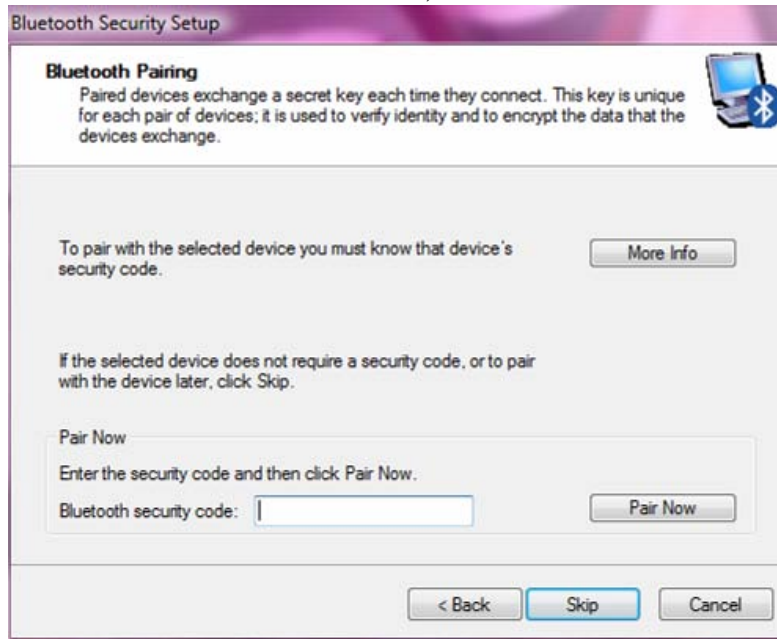 Bluetooth Security Setup
Bluetooth Pairing
Paired devices exchange a secret key each time they connect. This key is unique
for each pair of devices; it is used to verify identity and to encrypt the data that the
devices exchange.
To pair with the selected device you must know that device's
security code.
More Info
If the selected device does not require a security code, or to pair
with the device later, click Skip.
Pair Now
Enter the security code and then click Pair Now.
Bluetooth security code:
Pair Now
< Back
Skip
Cancel